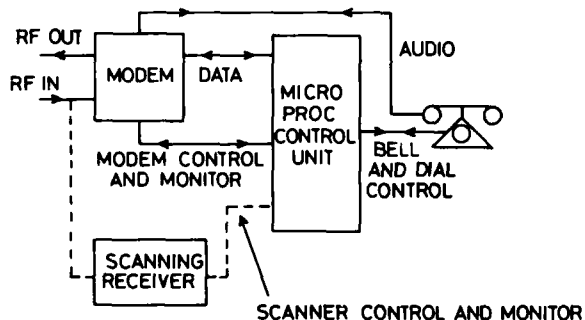 RF OUT
RF IN
MODEM
DATA
AUDIO
MICRO
PROC
CONTROL
UNIT
MODEM CONTROL
AND MONITOR
BELL
AND DIAL
CONTROL
SCANNING
RECEIVER
SCANNER CONTROL AND MONITOR